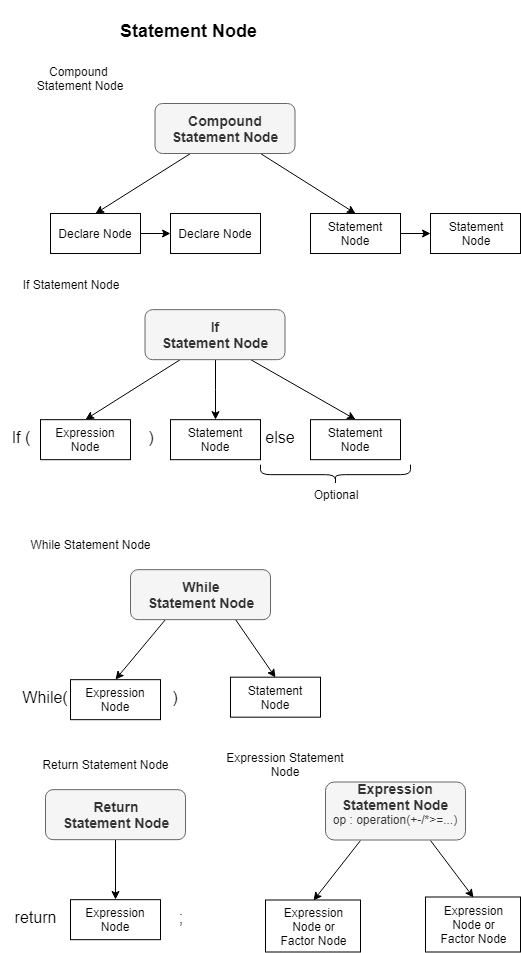 Statement Node
Compound
Statement Node
Compound
Statement Node
Declare Node
Declare Node
Statement
Node
Statement
Node
If Statement Node
If
Statement Node
If (
Expression
Node
)
Statement
Node
else
Statement
Node
Optional
While Statement Node
While
Statement Node
While(
Expression
Node
)
Statement
Node
Return Statement Node
Return
Statement Node
return
Expression
Node
;
Expression Statement
Node
Expression
Statement Node
op : operation(+-/*>=...)
Expression
Node or
Factor Node
Expression
Node or
Factor Node